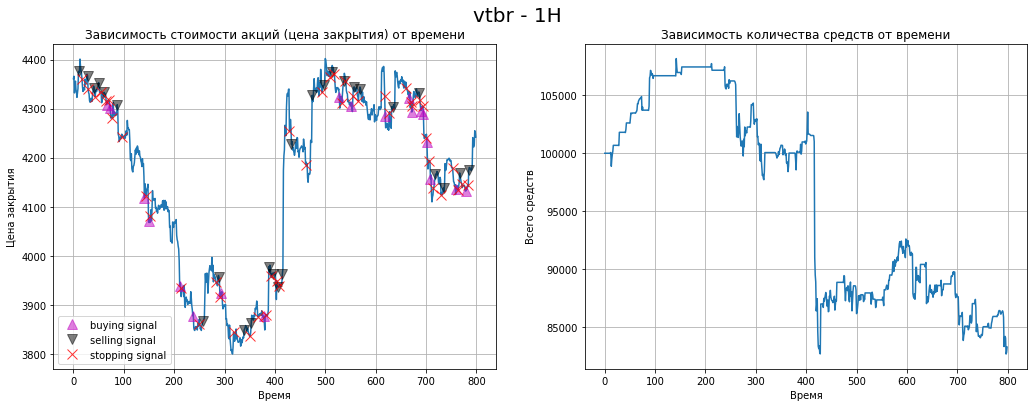 vtbr - 1H
Зависимость стоимости акций (цена закрытия) от времени
4400
4300
4200
4100
4000
3900
3800
Цена закрытия
buying signal
selling signal
stopping signal
0 100 200 300 400 500 600 700 800
Время
Зависимость количества средств от времени
105000
100000
95000
90000
85000
Всего средств
0 100 200 300 400 500 600 700 800
Время